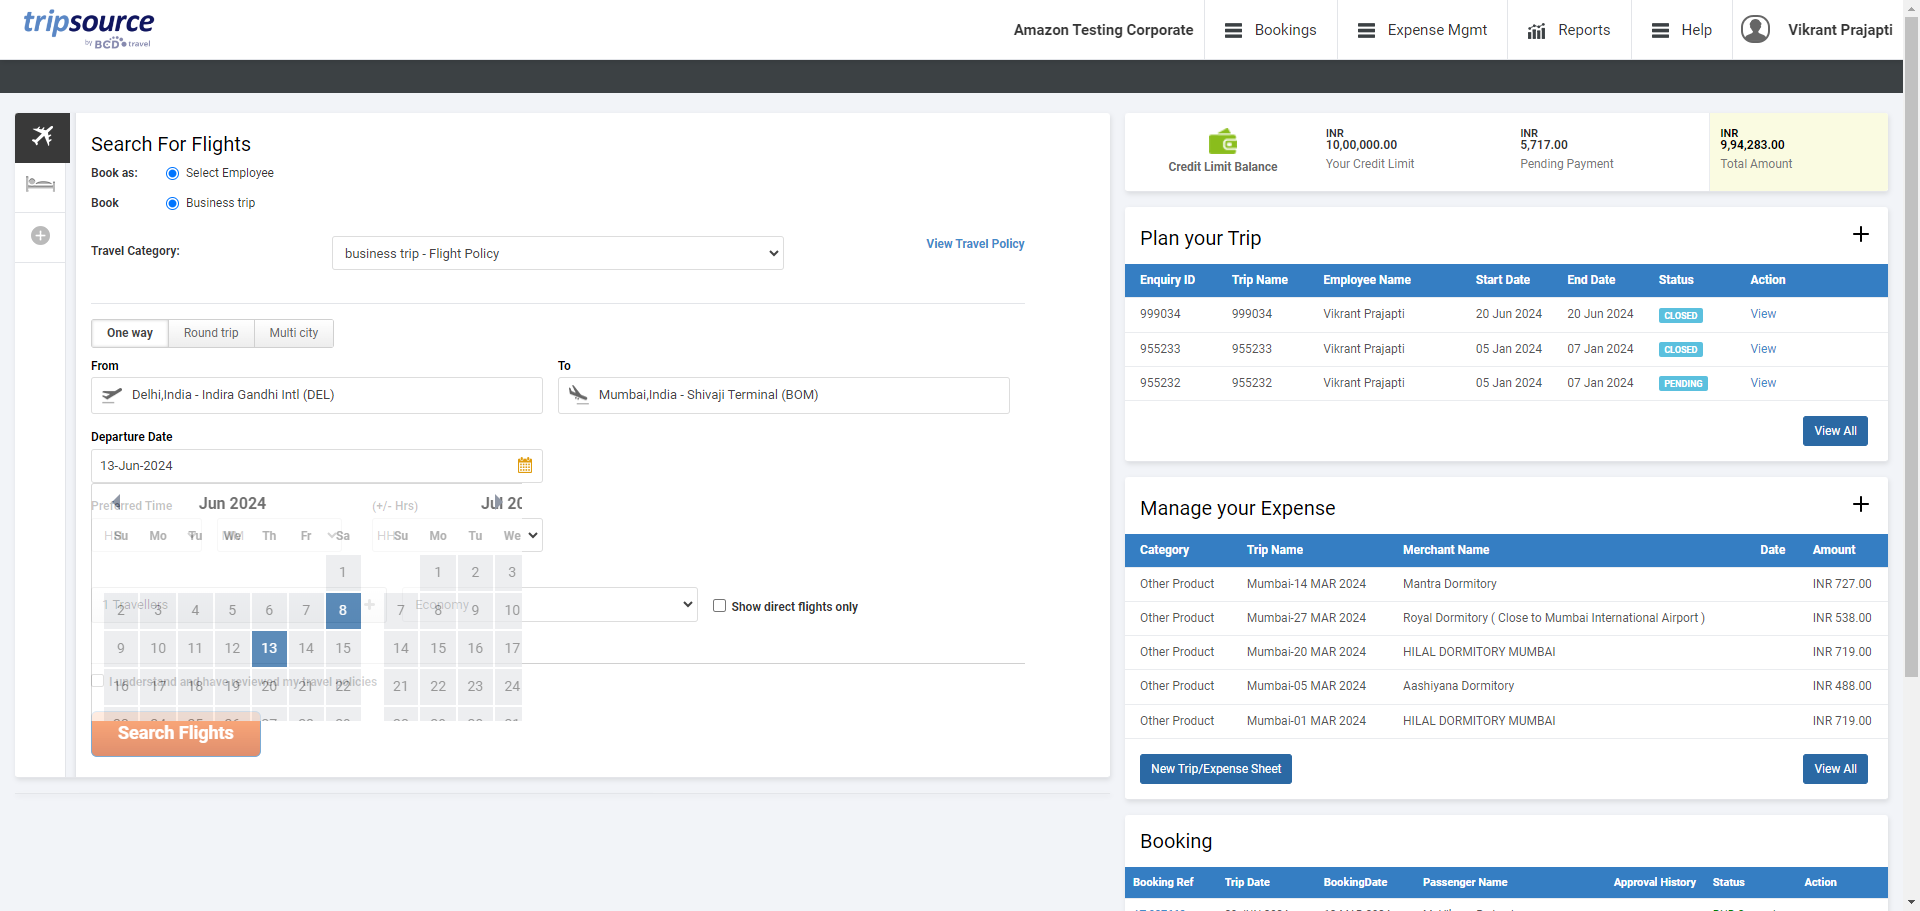 tripsource
by BCD travel
Amazon Testing Corporate
Bookings
Expense Mgmt
Reports
Help
Vikrant Prajapti
Search For Flights
Book as:
Select Employee
Book
Business trip
Travel Category:
business trip - Flight Policy
View Travel Policy
One way
Round trip
Multi city
From
To
Delhi,India - Indira Gandhi Intl (DEL)
Mumbai,India - Shivaji Terminal (BOM)
Departure Date
13-Jun-2024
Preferred Time
(+/- Hrs)
Jun 2024
Su Mo Tu We Th Fr Sa
1
2 3 4 5 6 7 8
9 10 11 12 13 14 15
16 17 18 19 20 21 22
Su Mo Tu We
1 2 3
7 8 9 10
14 15 16 17
21 22 23 24
1 Travellers
Economy
Show direct flights only
I understand and have reviewed my travel policies
Search Flights
Credit Limit Balance
INR
10,00,000.00
Your Credit Limit
INR
5,717.00
Pending Payment
INR
9,94,283.00
Total Amount
Plan your Trip
Enquiry ID Trip Name Employee Name Start Date End Date Status Action
999034 999034 Vikrant Prajapti 20 Jun 2024 20 Jun 2024 CLOSED View
955233 955233 Vikrant Prajapti 05 Jan 2024 07 Jan 2024 CLOSED View
955232 955232 Vikrant Prajapti 05 Jan 2024 07 Jan 2024 PENDING View
View All
Manage your Expense
Category Trip Name Merchant Name Date Amount
Other Product Mumbai-14 MAR 2024 Mantra Dormitory INR 727.00
Other Product Mumbai-27 MAR 2024 Royal Dormitory ( Close to Mumbai International Airport ) INR 538.00
Other Product Mumbai-20 MAR 2024 HILAL DORMITORY MUMBAI INR 719.00
Other Product Mumbai-05 MAR 2024 Aashiyana Dormitory INR 488.00
Other Product Mumbai-01 MAR 2024 HILAL DORMITORY MUMBAI INR 719.00
New Trip/Expense Sheet
View All
Booking
Booking Ref Trip Date BookingDate Passenger Name Approval History Status Action